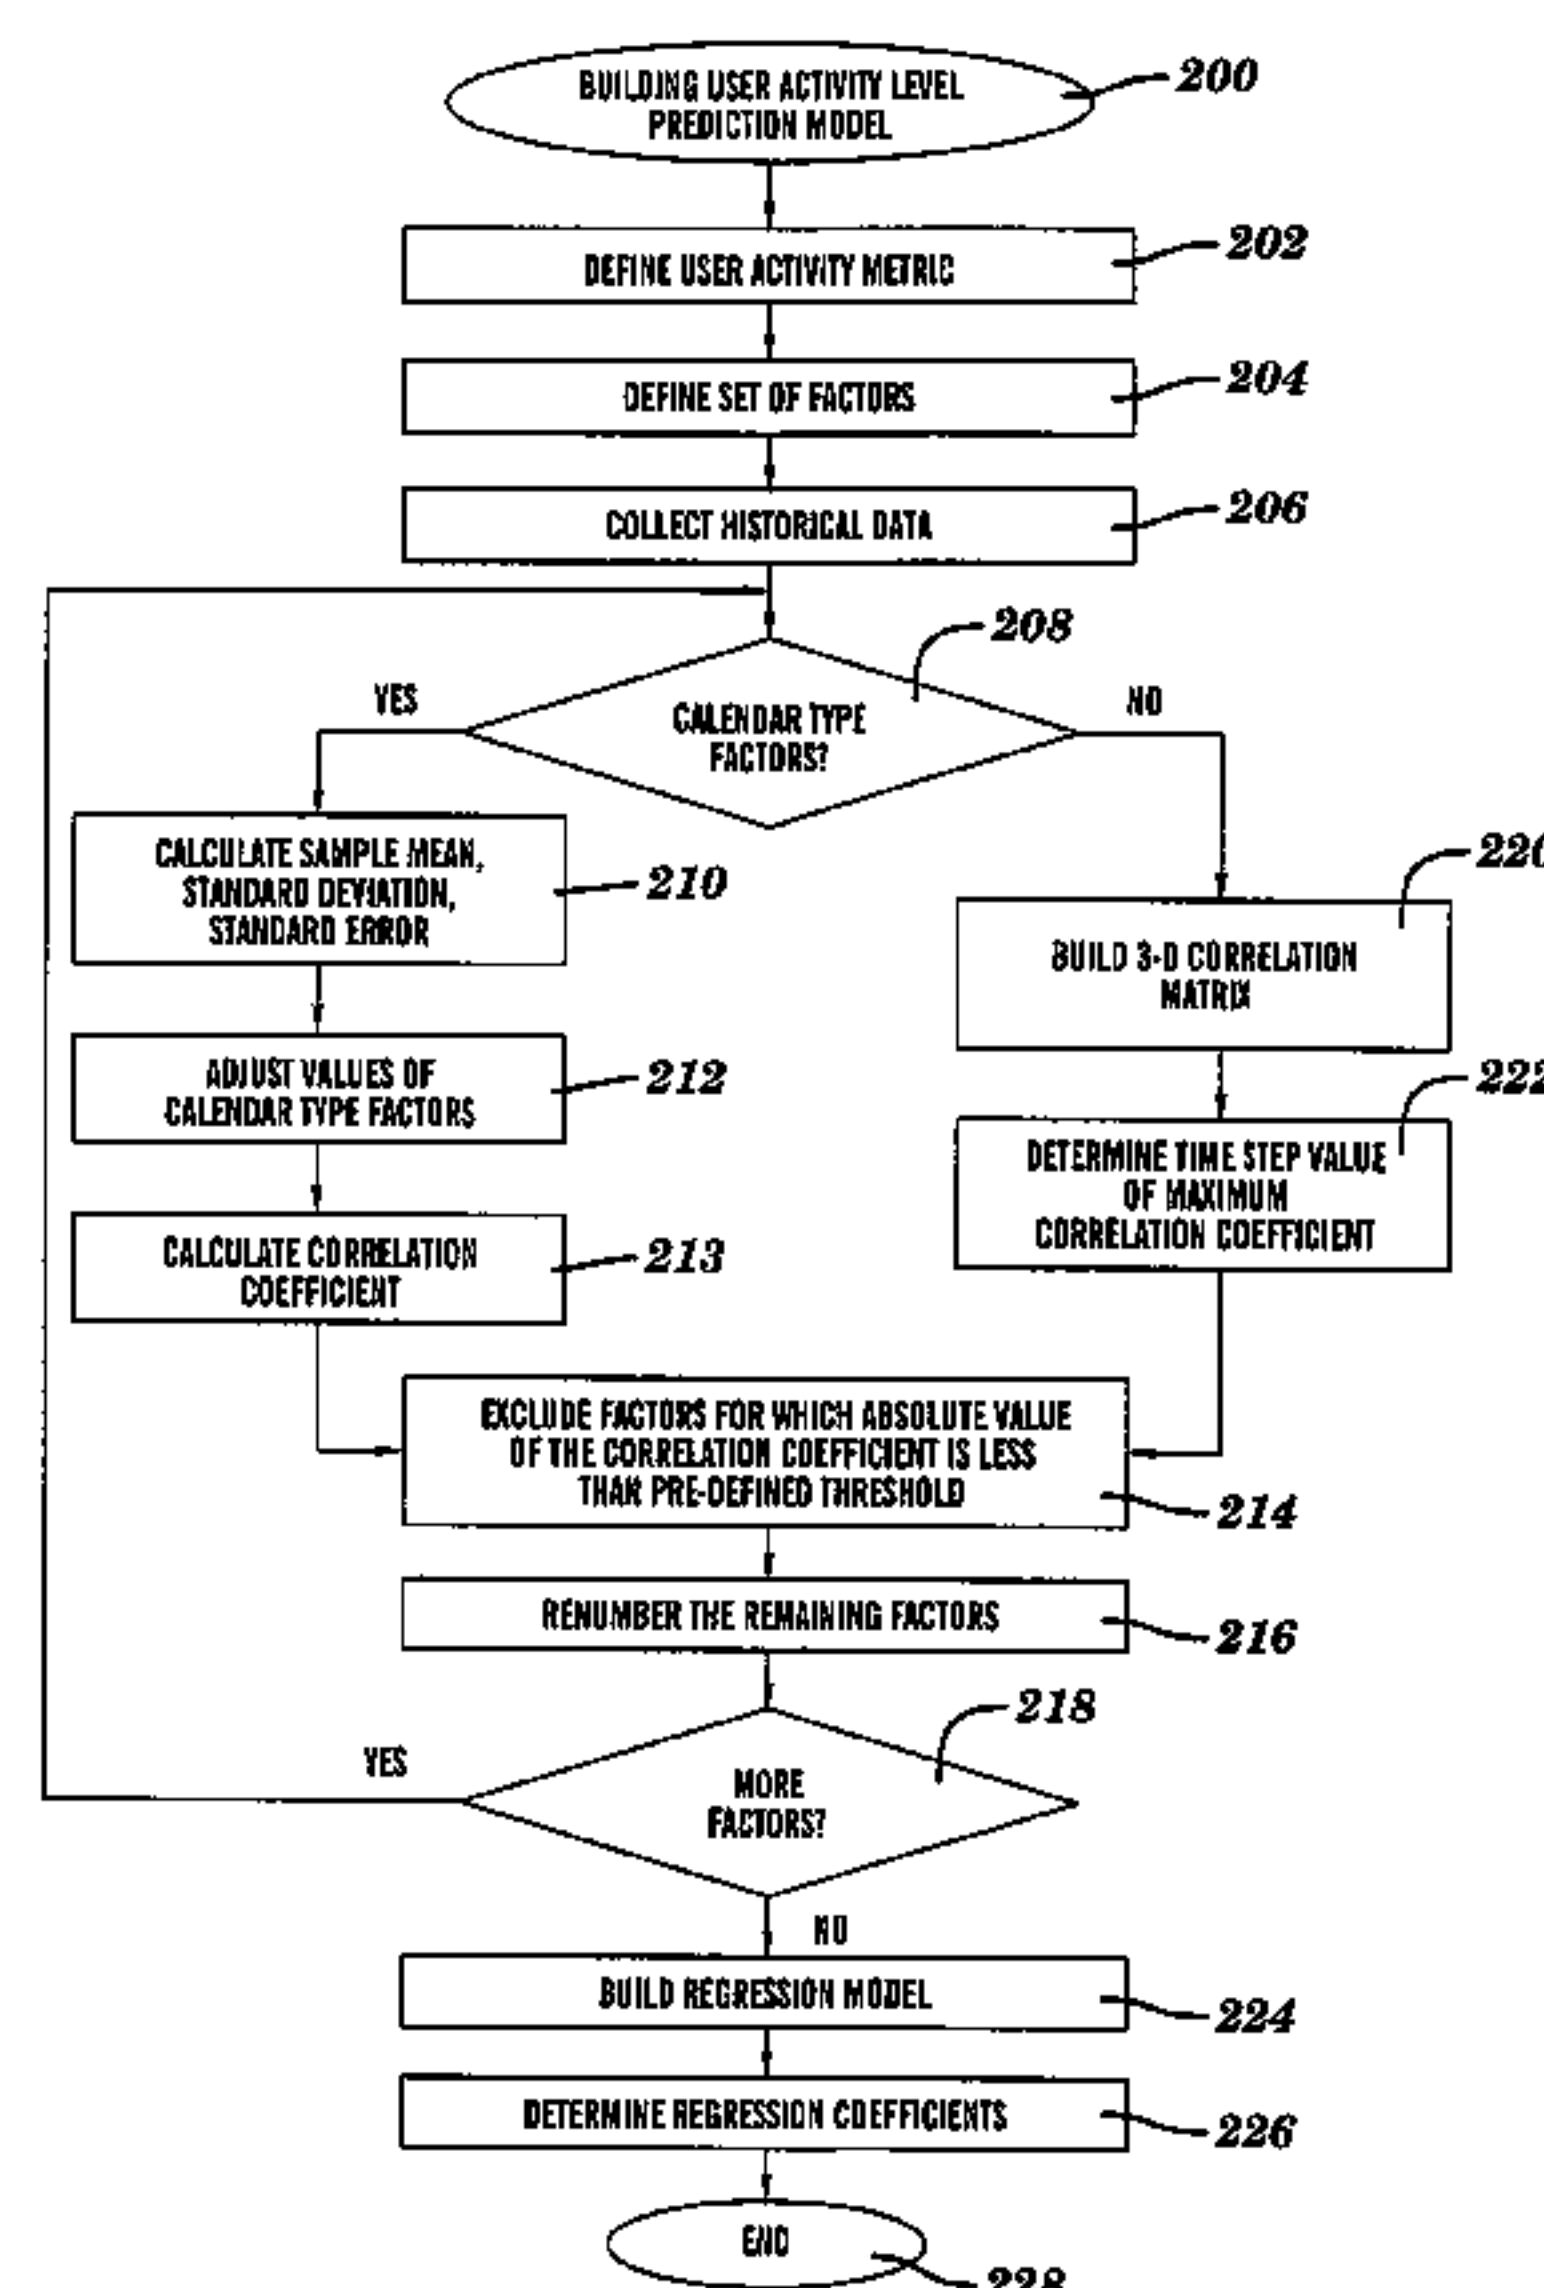 BUILDING USER ACTIVITY LEVEL
PREDICTION MODEL
200
DEFINE USER ACTIVITY METRIC
202
DEFINE SET OF FACTORS
204
COLLECT HISTORICAL DATA
206
208
YES
CALENDAR TYPE
FACTORS?
NO
CALCULATE SAMPLE MEAN,
STANDARD DEVIATION,
STANDARD ERROR
210
220
BUILD 3-D CORRELATION
MATRIX
ADJUST VALUES OF
CALENDAR TYPE FACTORS
212
222
DETERMINE TIME STEP VALUE
OF MAXIMUM
CORRELATION COEFFICIENT
CALCULATE CORRELATION
COEFFICIENT
213
EXCLUDE FACTORS FOR WHICH ABSOLUTE VALUE
OF THE CORRELATION COEFFICIENT IS LESS
THAN PRE-DEFINED THRESHOLD
214
RENUMBER THE REMAINING FACTORS
216
218
YES
MORE
FACTORS?
NO
BUILD REGRESSION MODEL
224
DETERMINE REGRESSION COEFFICIENTS
226
END
228